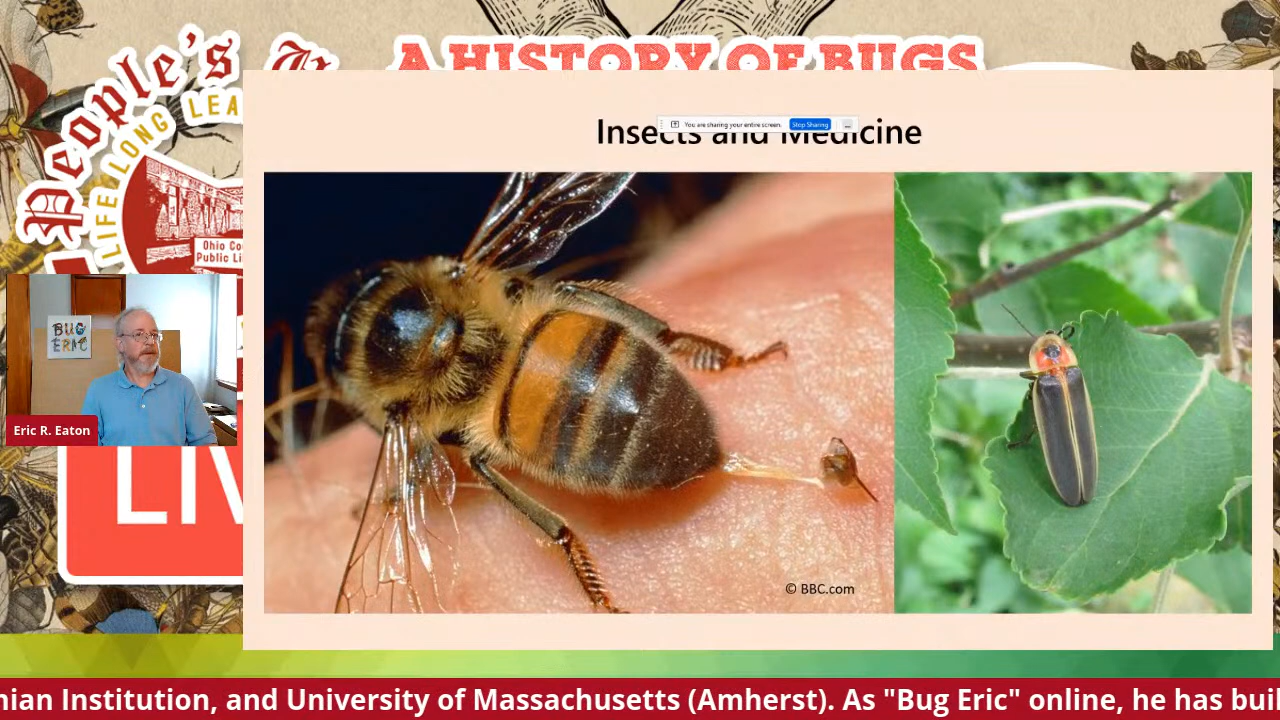 People's
LIFE LONG LEA
Ohio Co
Public Li
A HISTORY OF BUGS
You are sharing your entire screen.
Stop Sharing
Insects and Medicine
BUG
ERIC
Eric R. Eaton
LIV
© BBC.com
nian Institution, and University of Massachusetts (Amherst). As "Bug Eric" online, he has buil